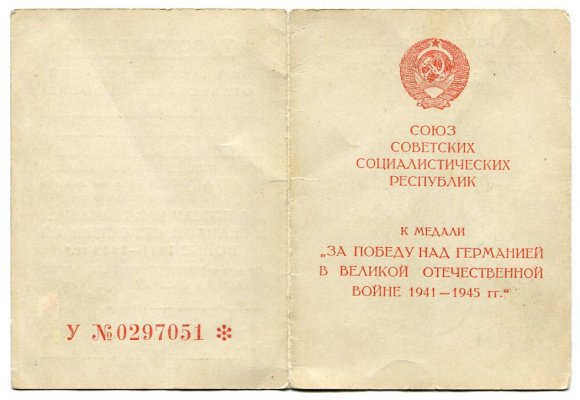 У №0297051 *
СОЮЗ
СОВЕТСКИХ
СОЦИАЛИСТИЧЕСКИХ
РЕСПУБЛИК
К МЕДАЛИ
„ЗА ПОБЕДУ НАД ГЕРМАНИЕЙ
В ВЕЛИКОЙ ОТЕЧЕСТВЕННОЙ
ВОЙНЕ 1941—1945 гг.“